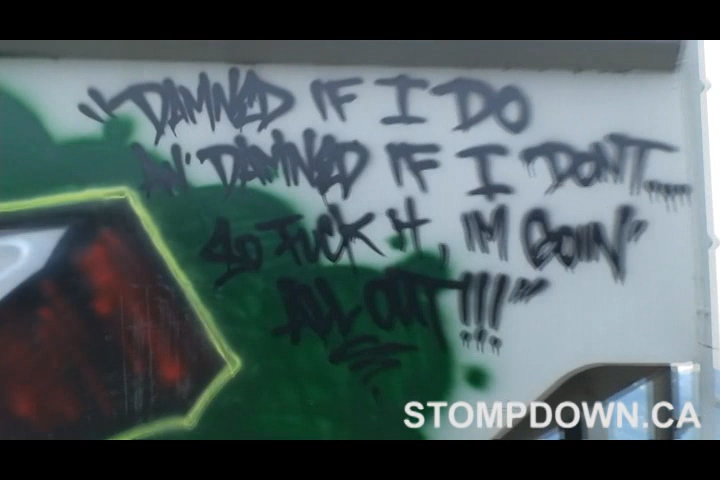 "DAMNED IF I DO
AN' DAMNED IF I DON'T....
SO FUCK IT, IM GOIN'
ALL OUT!!!"
STOMPDOWN.CA